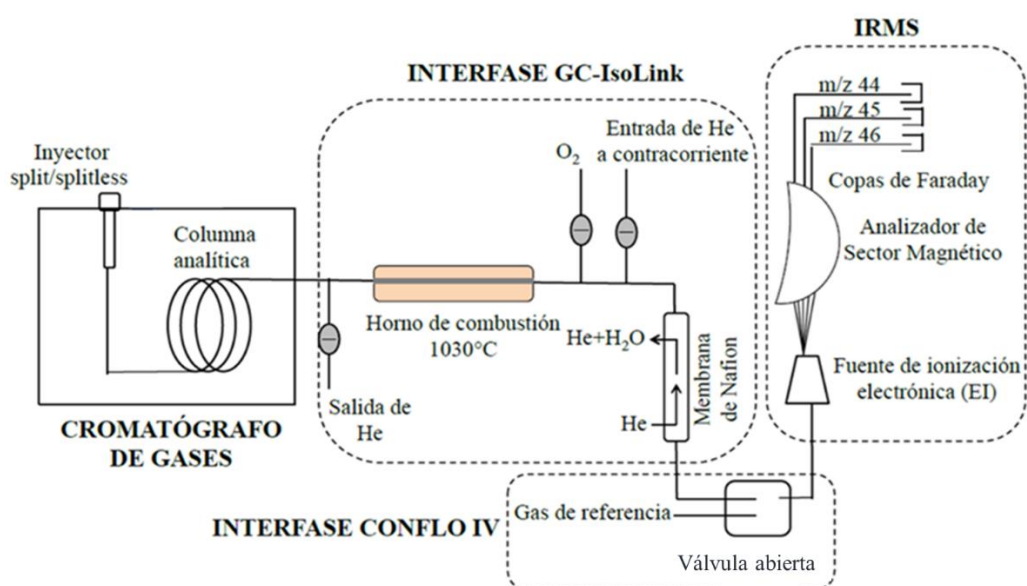 IRMS
INTERFASE GC-IsoLink
m/z 44
m/z 45
m/z 46
Inyector
split/splitless
O₂
Entrada de He
a contracorriente
Copas de Faraday
Columna
analítica
Analizador de
Sector Magnético
Horno de combustión
1030°C
He+H₂O
He
Membrana
de Nafion
Fuente de ionización
electrónica (EI)
Salida de
He
CROMATÓGRAFO
DE GASES
INTERFASE CONFLO IV
Gas de referencia
Válvula abierta